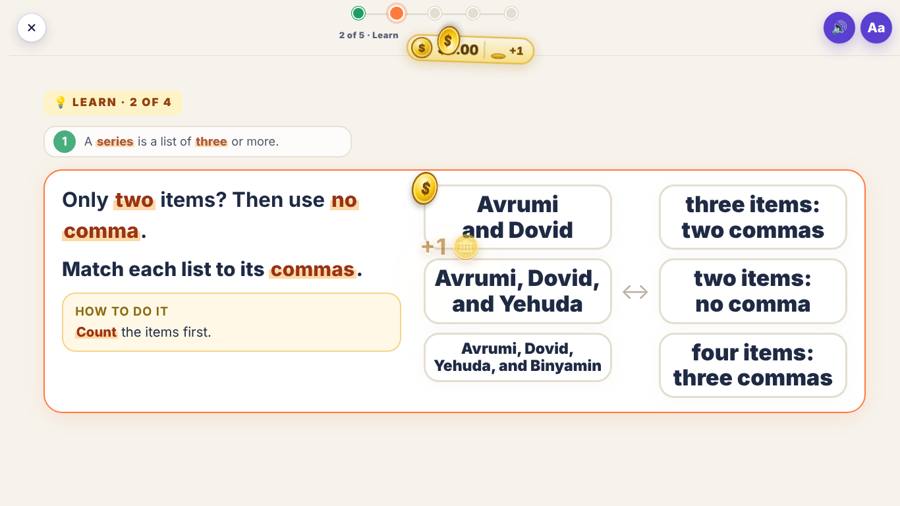 2 of 5 · Learn
.00
+1
Aa
LEARN · 2 OF 4
1
A series is a list of three or more.
Only two items? Then use no
comma.
Match each list to its commas.
HOW TO DO IT
Count the items first.
+1
Avrumi
and Dovid
Avrumi, Dovid,
and Yehuda
Avrumi, Dovid,
Yehuda, and Binyamin
three items:
two commas
two items:
no comma
four items:
three commas